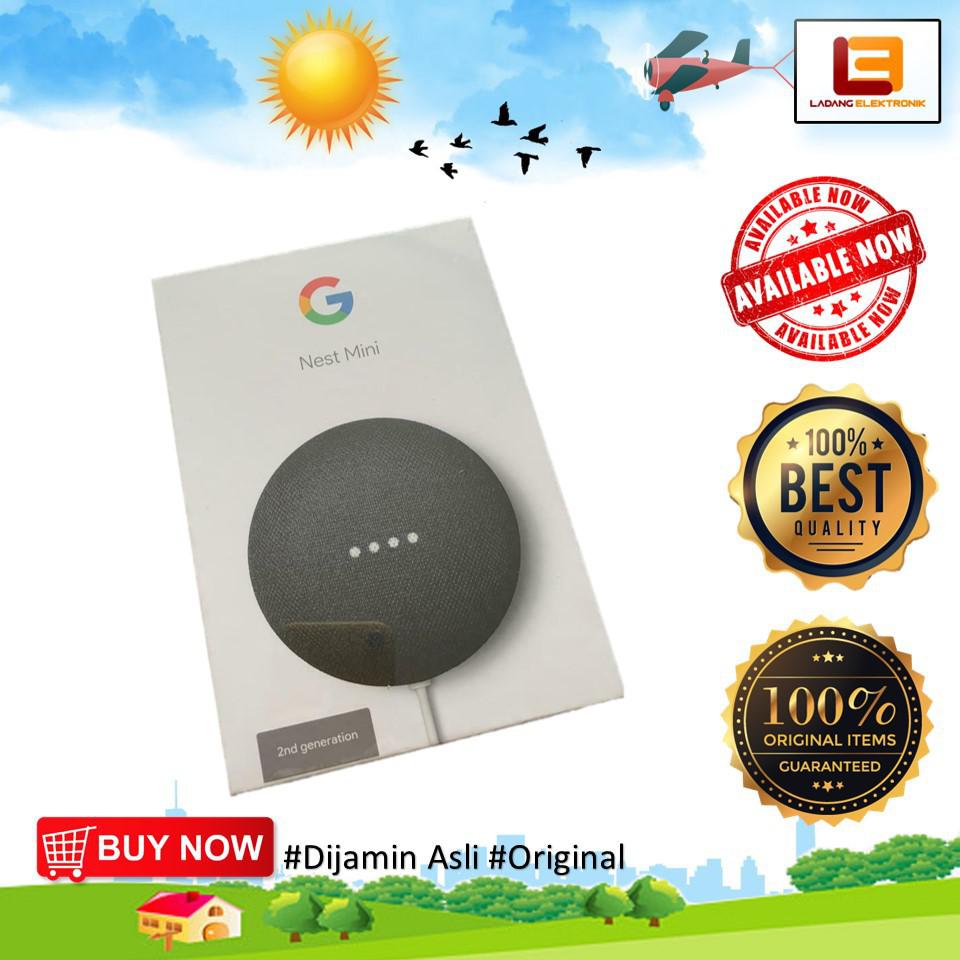 LADANG ELEKTRONIK
AVAILABLE NOW
AVAILABLE NOW
AVAILABLE NOW
G
Nest Mini
100%
BEST
QUALITY
100%
ORIGINAL ITEMS
GUARANTEED
2nd generation
BUY NOW
#Dijamin Asli #Original